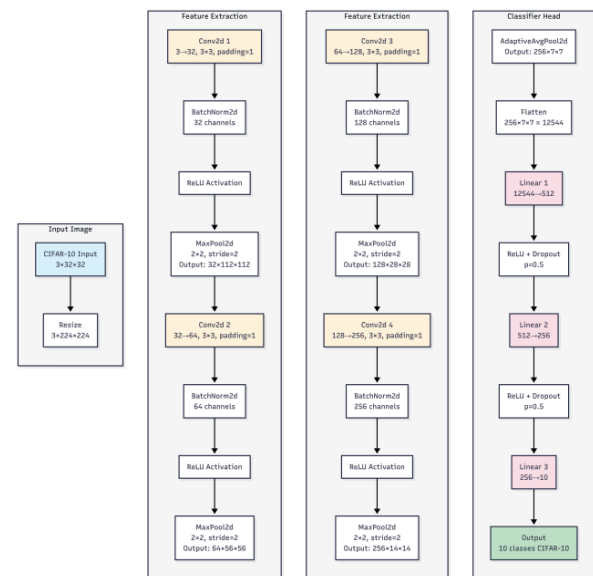 Input Image
CIFAR-10 Input
3×32×32
Resize
3×224×224
Feature Extraction
Conv2d 1
3→32, 3×3, padding=1
BatchNorm2d
32 channels
ReLU Activation
MaxPool2d
2×2, stride=2
Output: 32×112×112
Conv2d 2
32→64, 3×3, padding=1
BatchNorm2d
64 channels
ReLU Activation
MaxPool2d
2×2, stride=2
Output: 64×56×56
Feature Extraction
Conv2d 3
64→128, 3×3, padding=1
BatchNorm2d
128 channels
ReLU Activation
MaxPool2d
2×2, stride=2
Output: 128×28×28
Conv2d 4
128→256, 3×3, padding=1
BatchNorm2d
256 channels
ReLU Activation
MaxPool2d
2×2, stride=2
Output: 256×14×14
Classifier Head
AdaptiveAvgPool2d
Output: 256×7×7
Flatten
256×7×7 = 12544
Linear 1
12544→512
ReLU + Dropout
p=0.5
Linear 2
512→256
ReLU + Dropout
p=0.5
Linear 3
256→10
Output
10 classes CIFAR-10